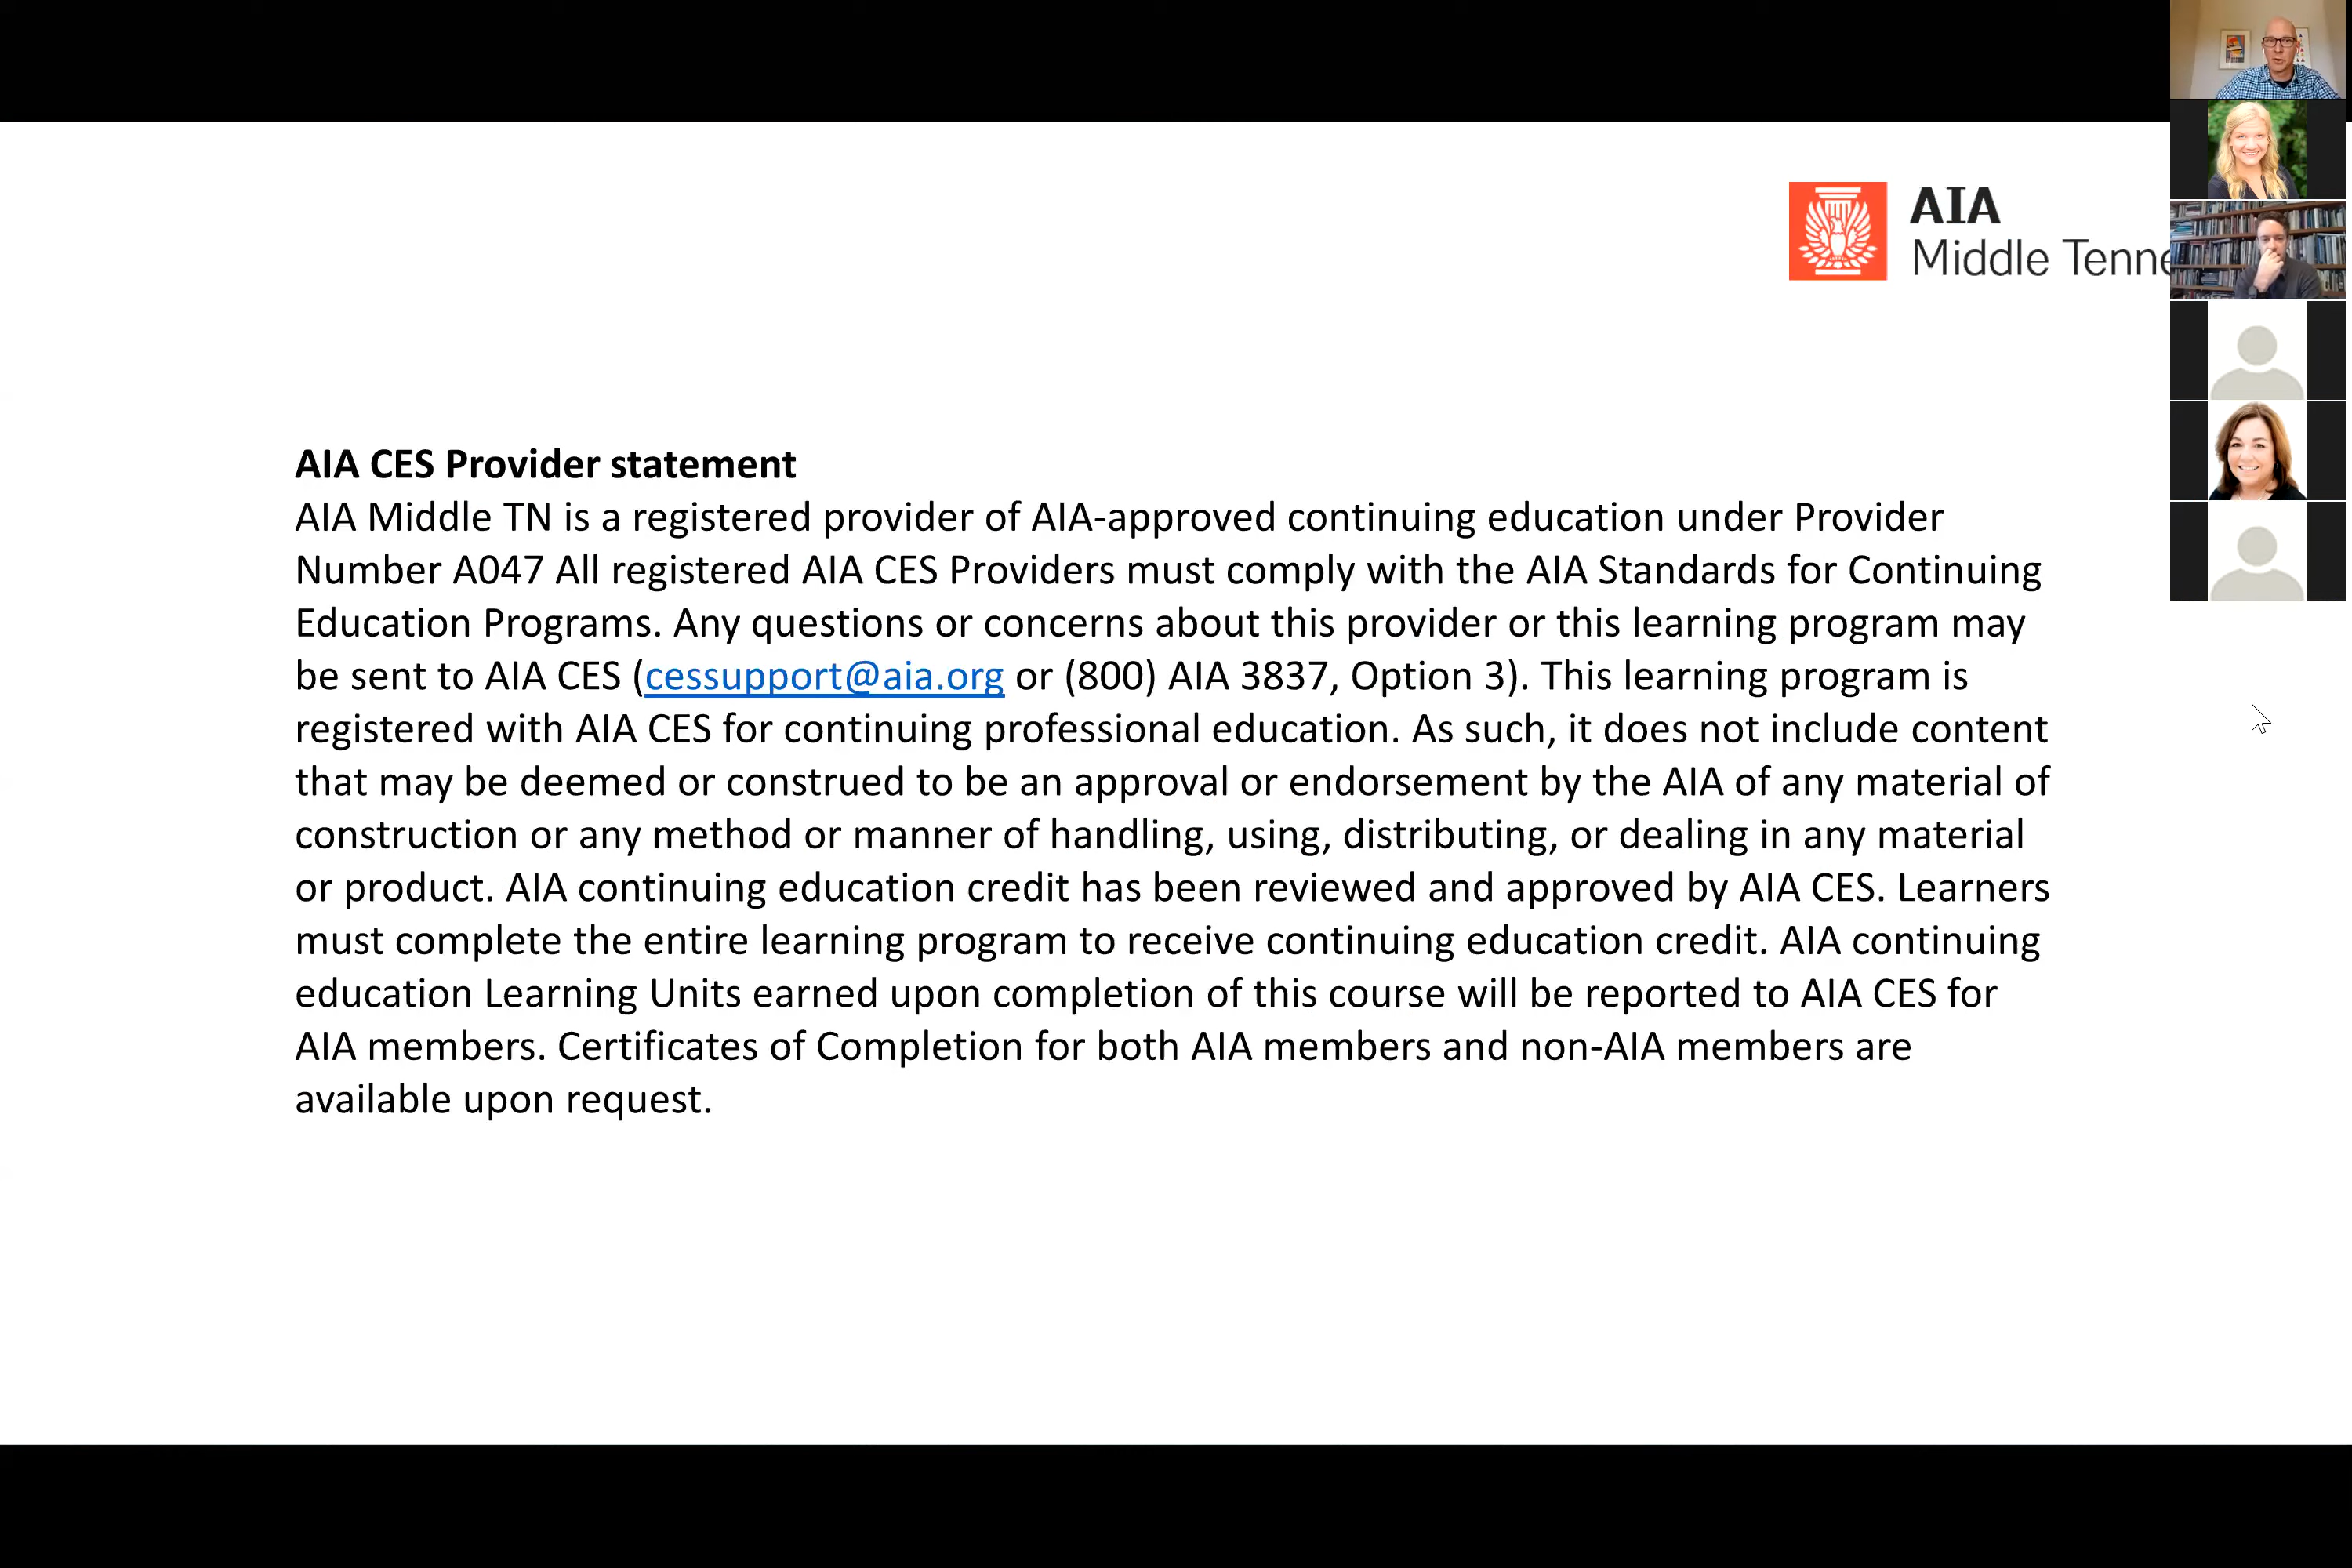 AIA
Middle Tenne
AIA CES Provider statement
AIA Middle TN is a registered provider of AIA-approved continuing education under Provider
Number A047 All registered AIA CES Providers must comply with the AIA Standards for Continuing
Education Programs. Any questions or concerns about this provider or this learning program may
be sent to AIA CES (cessupport@aia.org or (800) AIA 3837, Option 3). This learning program is
registered with AIA CES for continuing professional education. As such, it does not include content
that may be deemed or construed to be an approval or endorsement by the AIA of any material of
construction or any method or manner of handling, using, distributing, or dealing in any material
or product. AIA continuing education credit has been reviewed and approved by AIA CES. Learners
must complete the entire learning program to receive continuing education credit. AIA continuing
education Learning Units earned upon completion of this course will be reported to AIA CES for
AIA members. Certificates of Completion for both AIA members and non-AIA members are
available upon request.